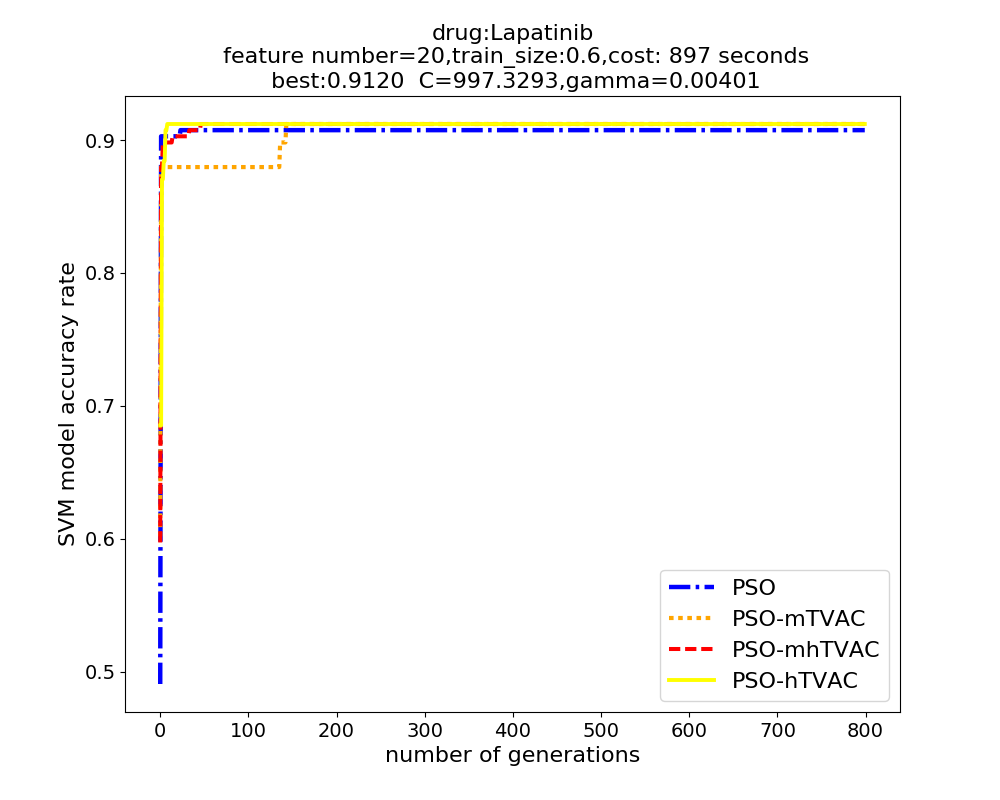 drug:Lapatinib
feature number=20,train_size:0.6,cost: 897 seconds
best:0.9120  C=997.3293,gamma=0.00401
SVM model accuracy rate
0.9
0.8
0.7
0.6
0.5
PSO
PSO-mTVAC
PSO-mhTVAC
PSO-hTVAC
0 100 200 300 400 500 600 700 800
number of generations